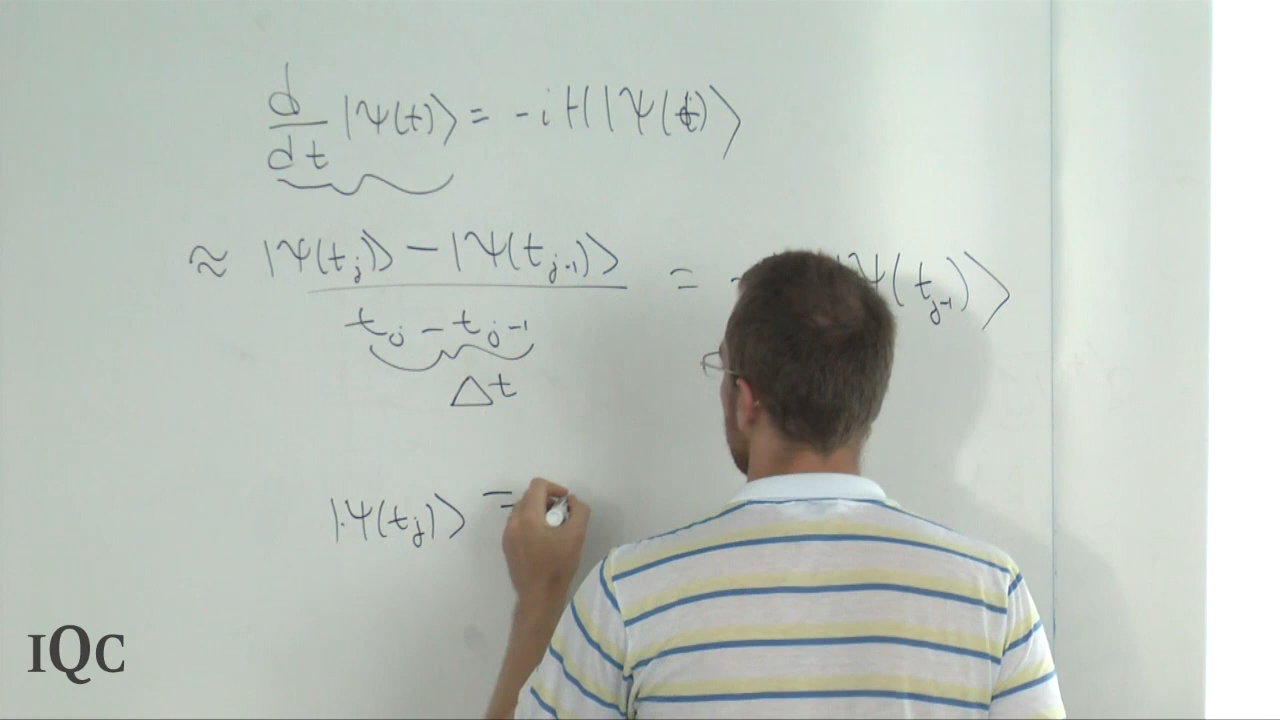 d/dt |Ψ(t)⟩ = -iH|Ψ(t)⟩
≈ |Ψ(t_j)⟩ - |Ψ(t_{j-1})⟩ = - Ψ(t_{j-1})⟩
t_j - t_{j-1}
Δt
|Ψ(t_j)⟩ =
IQC